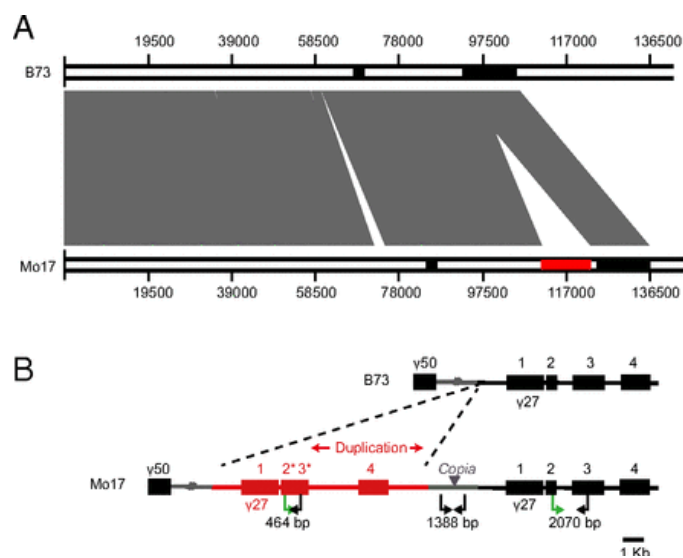 A
19500 39000 58500 78000 97500 117000 136500
B73
Mo17
19500 39000 58500 78000 97500 117000 136500
B
γ50 1 2 3 4
B73
γ27
Duplication
γ50 1 2* 3* 4 Copia 1 2 3 4
Mo17
γ27 γ27
464 bp 1388 bp 2070 bp
1 Kb